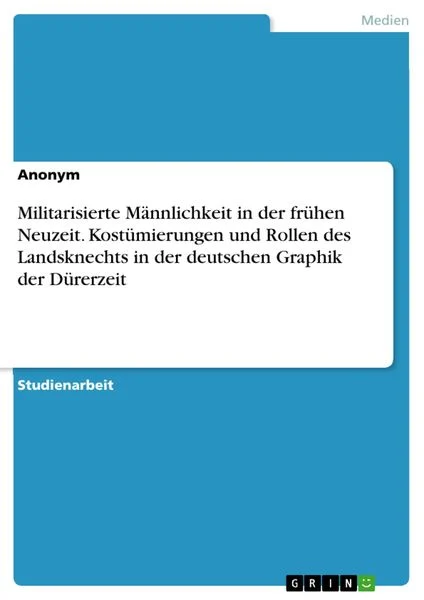 Medien
Anonym
Militarisierte Männlichkeit in der frühen
Neuzeit. Kostümierungen und Rollen des
Landsknechts in der deutschen Graphik
der Dürerzeit
Studienarbeit
GRIN